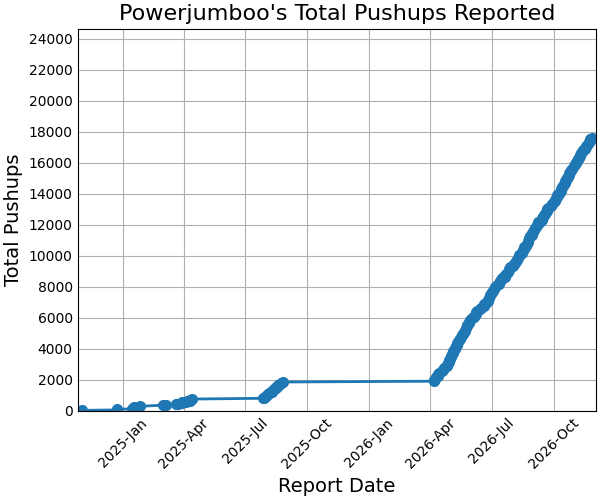 Powerjumboo's Total Pushups Reported
24000
22000
20000
18000
16000
14000
12000
10000
8000
6000
4000
2000
0
Total Pushups
2025-Jan
2025-Apr
2025-Jul
2025-Oct
2026-Jan
2026-Apr
2026-Jul
2026-Oct
Report Date